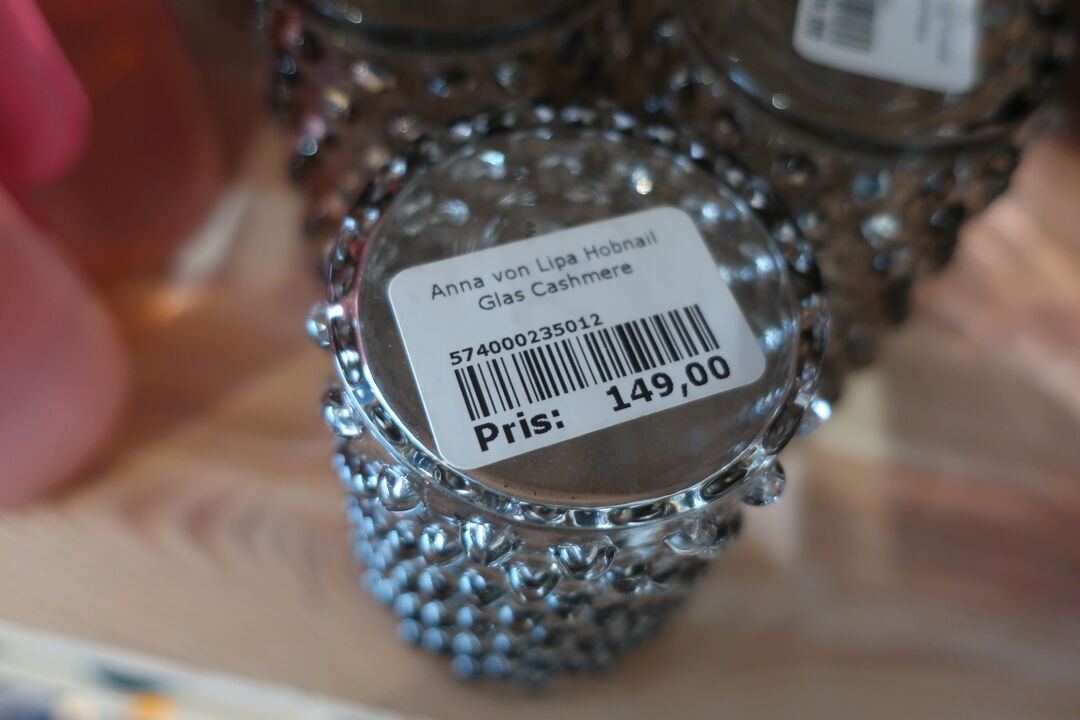 Anna von Lipa Hobnail
Glas Cashmere
574000235012
Pris: 149,00